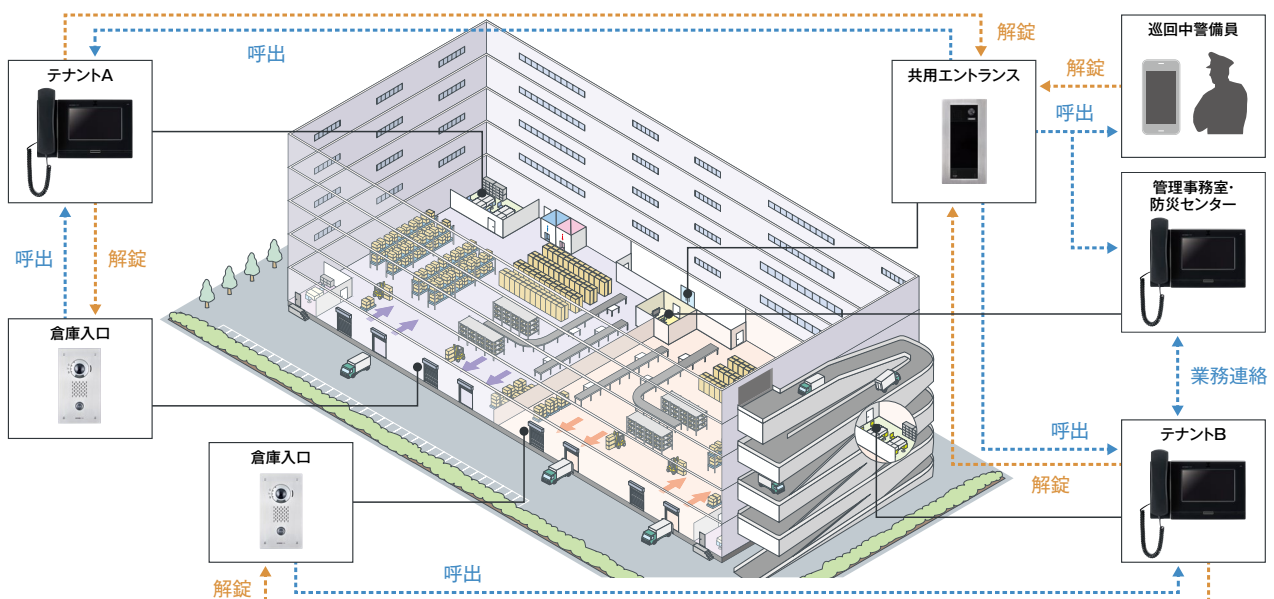 解錠
呼出
テナントA
共用エントランス
巡回中警備員
解錠
呼出
管理事務室・
防災センター
呼出
解錠
倉庫入口
業務連絡
呼出
テナントB
倉庫入口
解錠
呼出
解錠